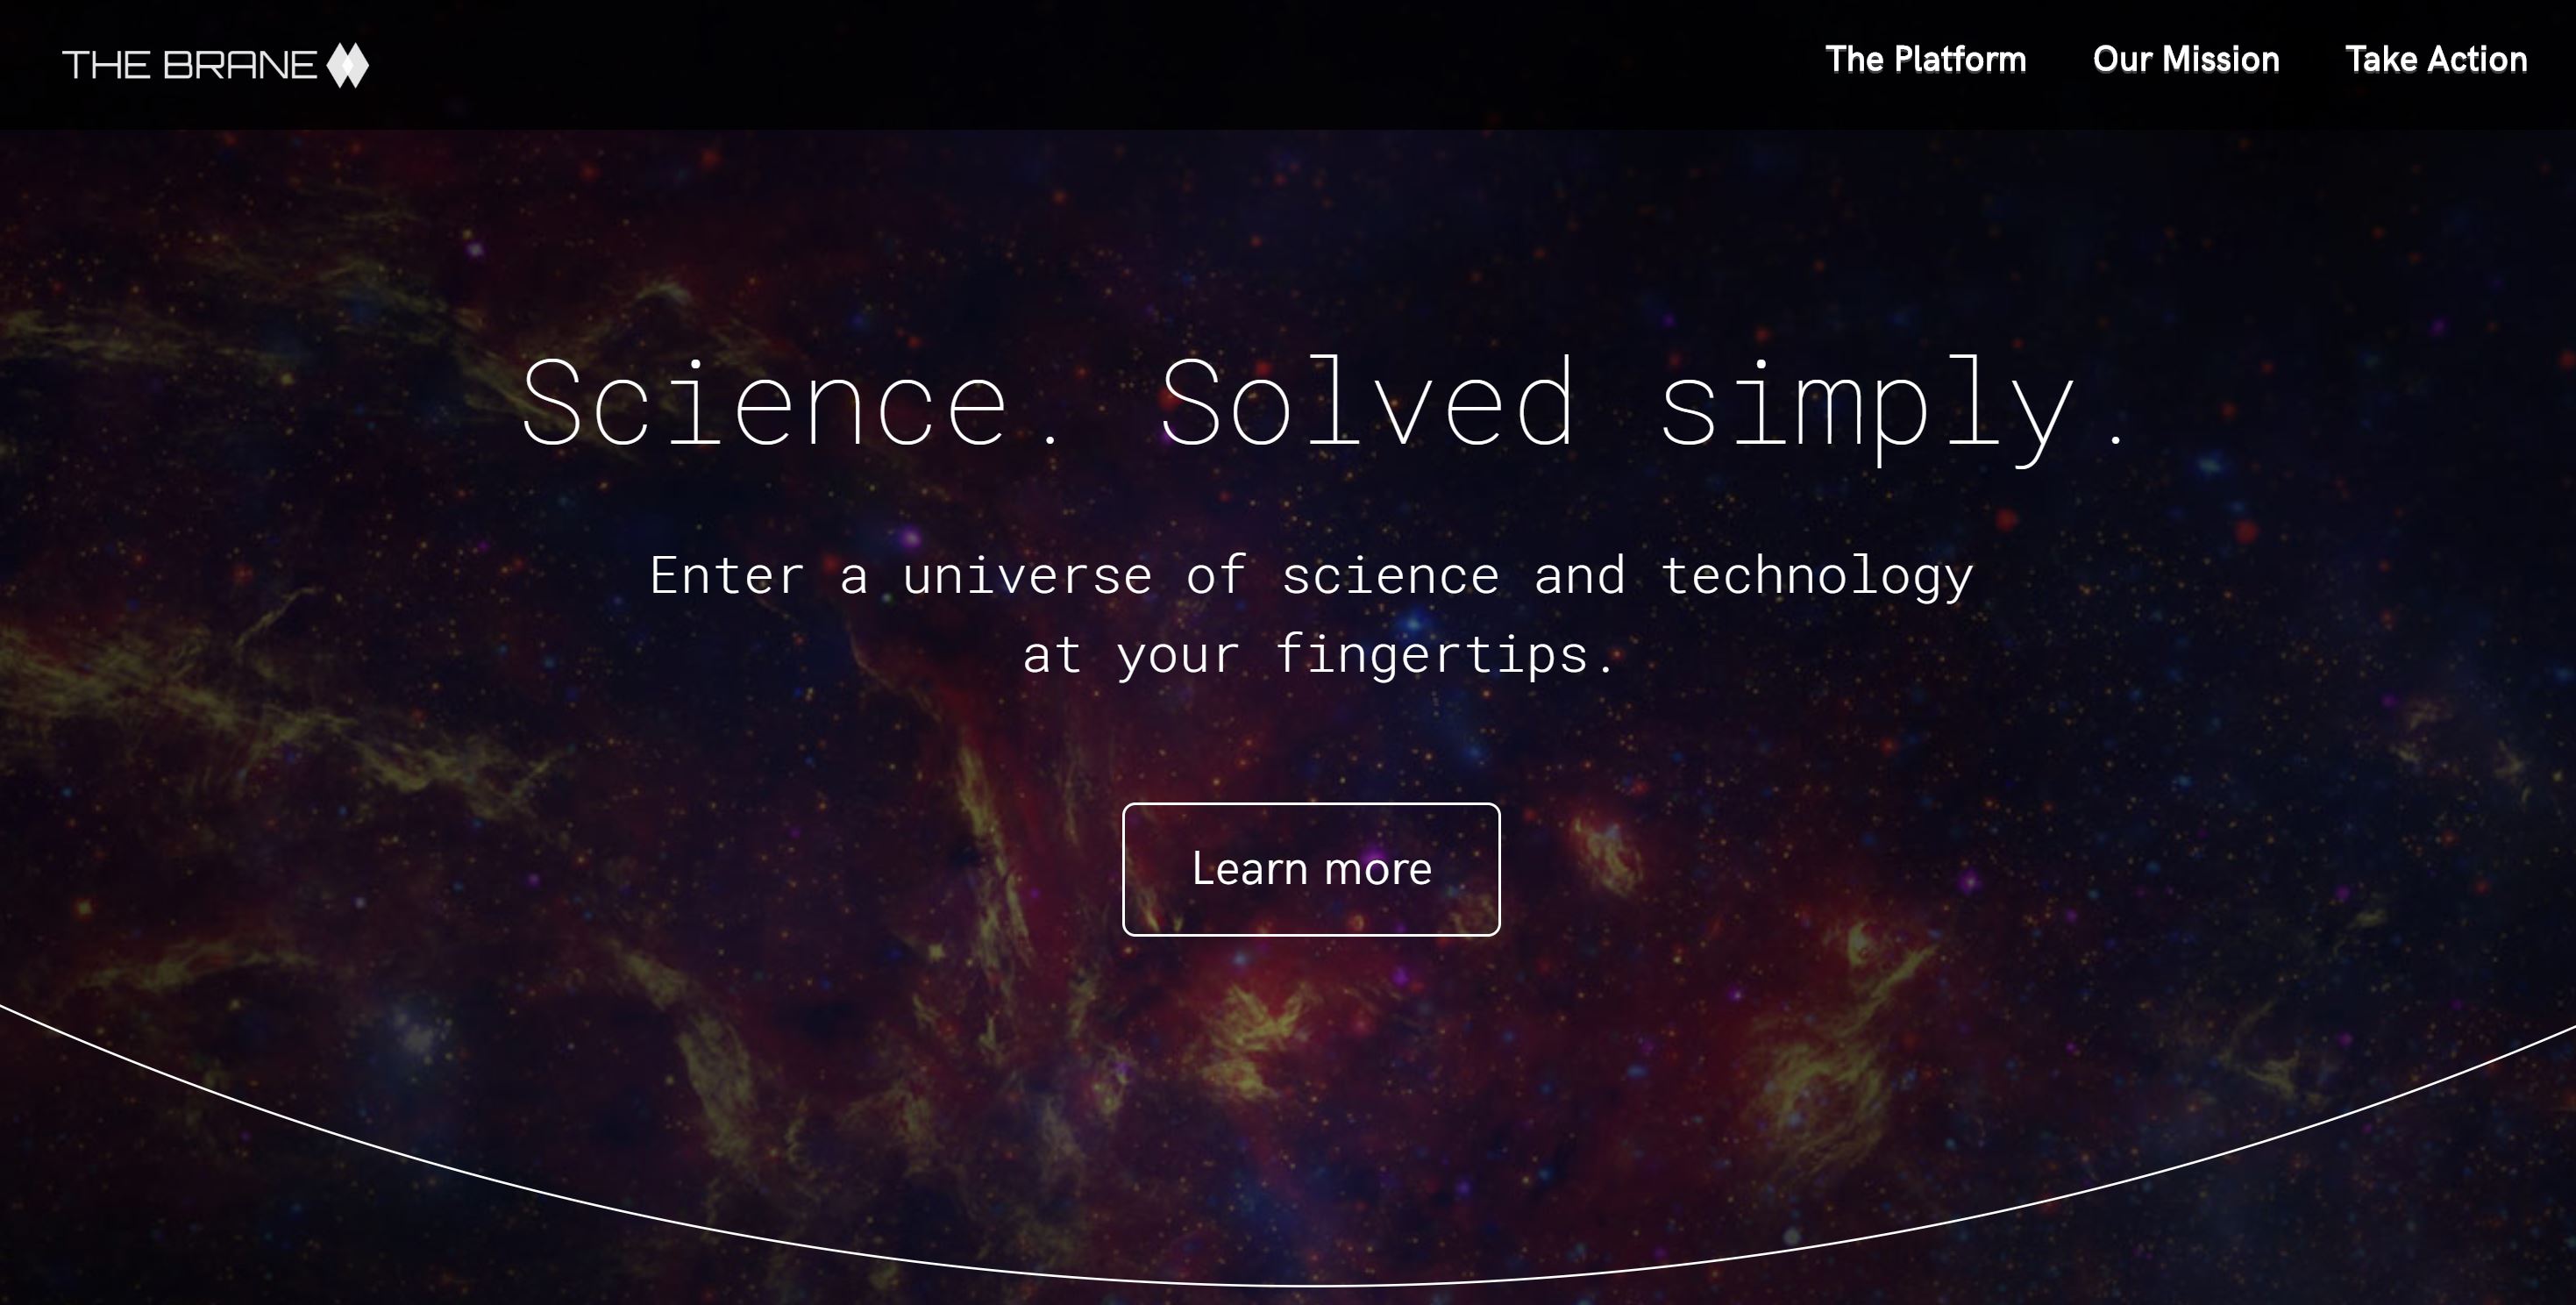 THE BRANE
The Platform
Our Mission
Take Action
Science. Solved simply.
Enter a universe of science and technology
at your fingertips.
Learn more